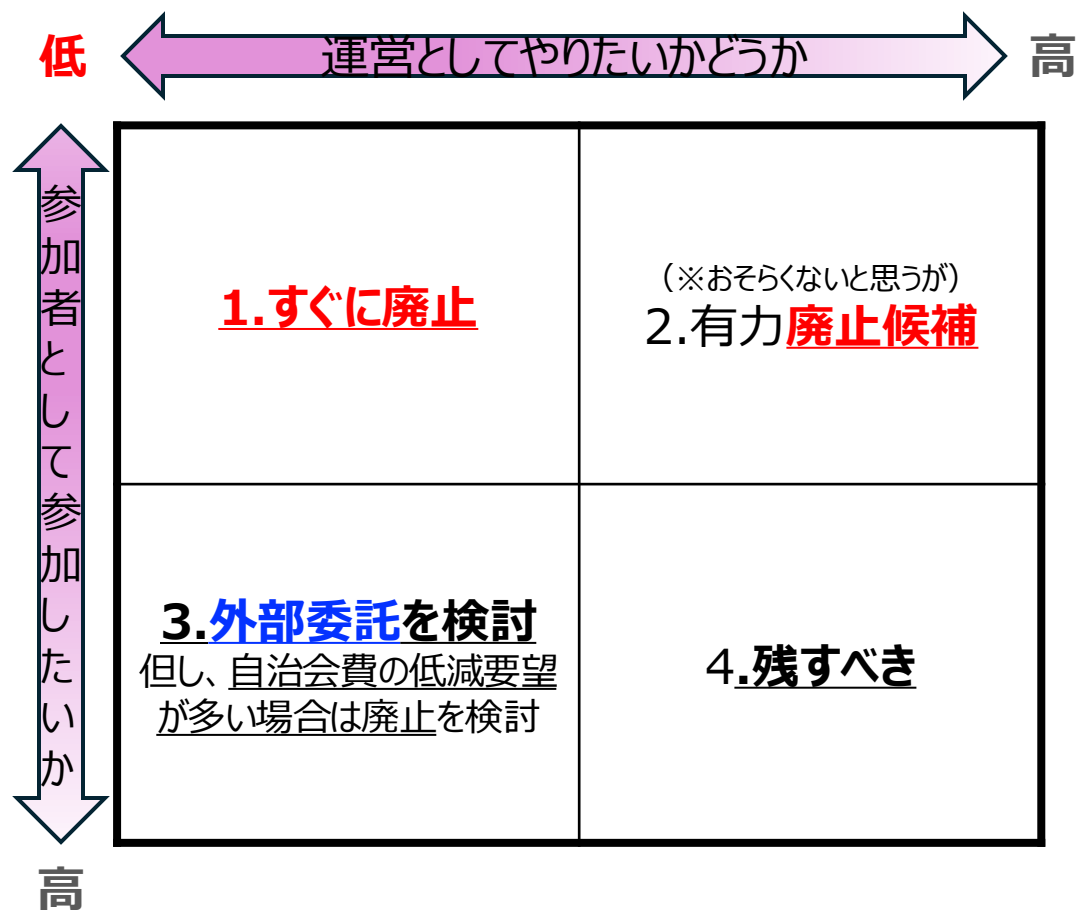 低
運営としてやりたいかどうか
高
参加者として参加したいか
1.すぐに廃止
（※おそらくないと思うが）
2.有力廃止候補
3.外部委託を検討
但し、自治会費の低減要望
が多い場合は廃止を検討
4.残すべき
高